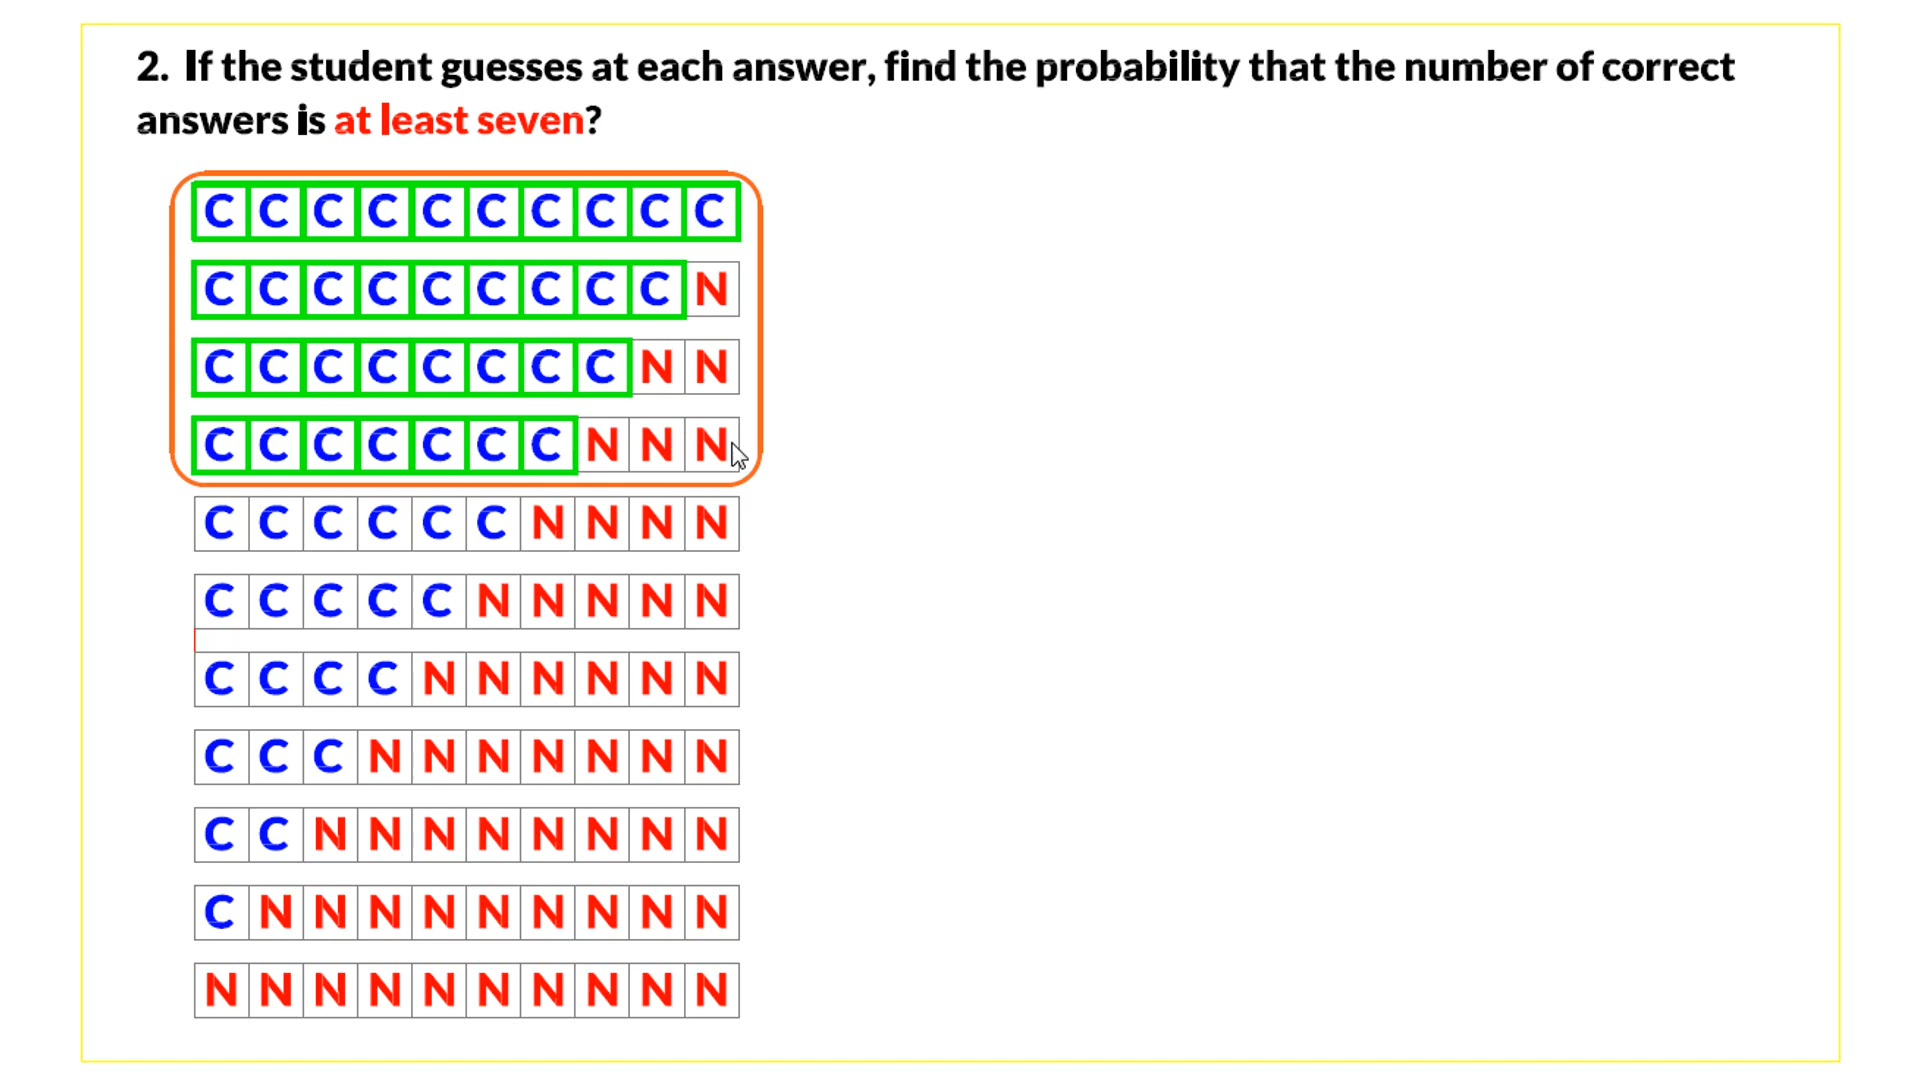 2. If the student guesses at each answer, find the probability that the number of correct
answers is at least seven?
C C C C C C C C C C
C C C C C C C C C N
C C C C C C C C N N
C C C C C C C N N N
C C C C C C N N N N
C C C C C N N N N N
C C C C N N N N N N
C C C N N N N N N N
C C N N N N N N N N
C N N N N N N N N N
N N N N N N N N N N